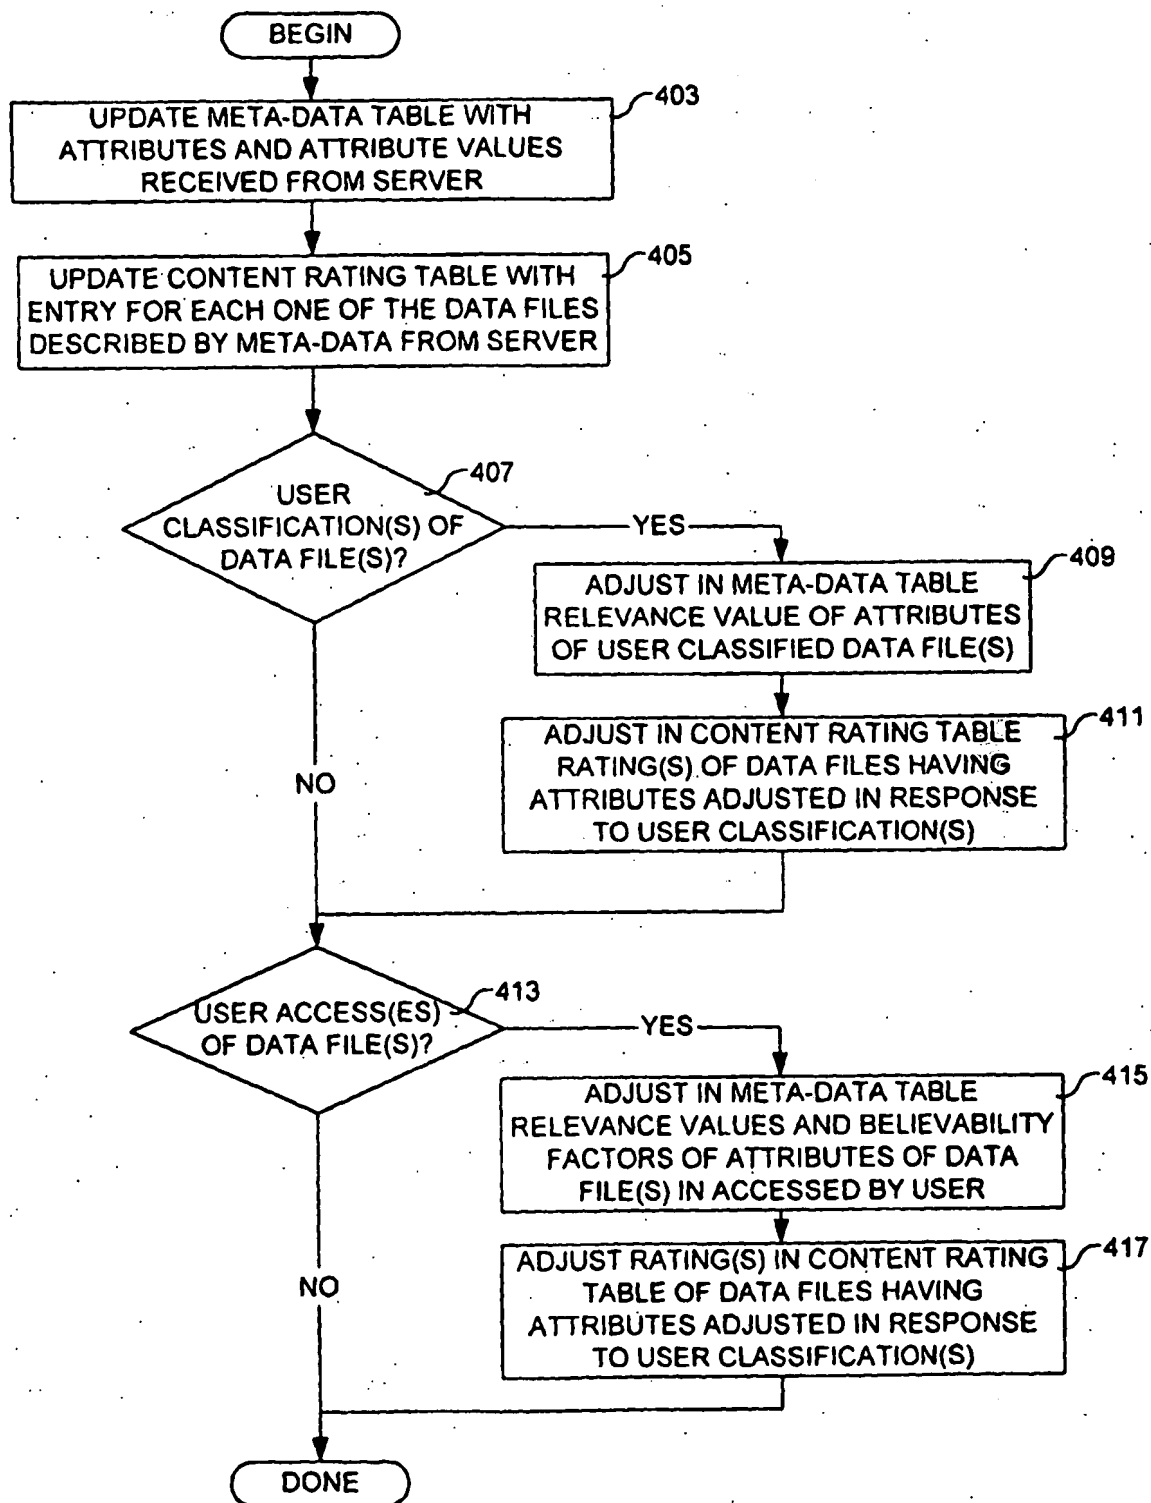 BEGIN
403
UPDATE META-DATA TABLE WITH
ATTRIBUTES AND ATTRIBUTE VALUES
RECEIVED FROM SERVER
405
UPDATE CONTENT RATING TABLE WITH
ENTRY FOR EACH ONE OF THE DATA FILES
DESCRIBED BY META-DATA FROM SERVER
407
USER
CLASSIFICATION(S) OF
DATA FILE(S)?
YES
409
ADJUST IN META-DATA TABLE
RELEVANCE VALUE OF ATTRIBUTES
OF USER CLASSIFIED DATA FILE(S)
411
ADJUST IN CONTENT RATING TABLE
RATING(S) OF DATA FILES HAVING
ATTRIBUTES ADJUSTED IN RESPONSE
TO USER CLASSIFICATION(S)
NO
413
USER ACCESS(ES)
OF DATA FILE(S)?
YES
415
ADJUST IN META-DATA TABLE
RELEVANCE VALUES AND BELIEVABILITY
FACTORS OF ATTRIBUTES OF DATA
FILE(S) IN ACCESSED BY USER
417
ADJUST RATING(S) IN CONTENT RATING
TABLE OF DATA FILES HAVING
ATTRIBUTES ADJUSTED IN RESPONSE
TO USER CLASSIFICATION(S)
NO
DONE